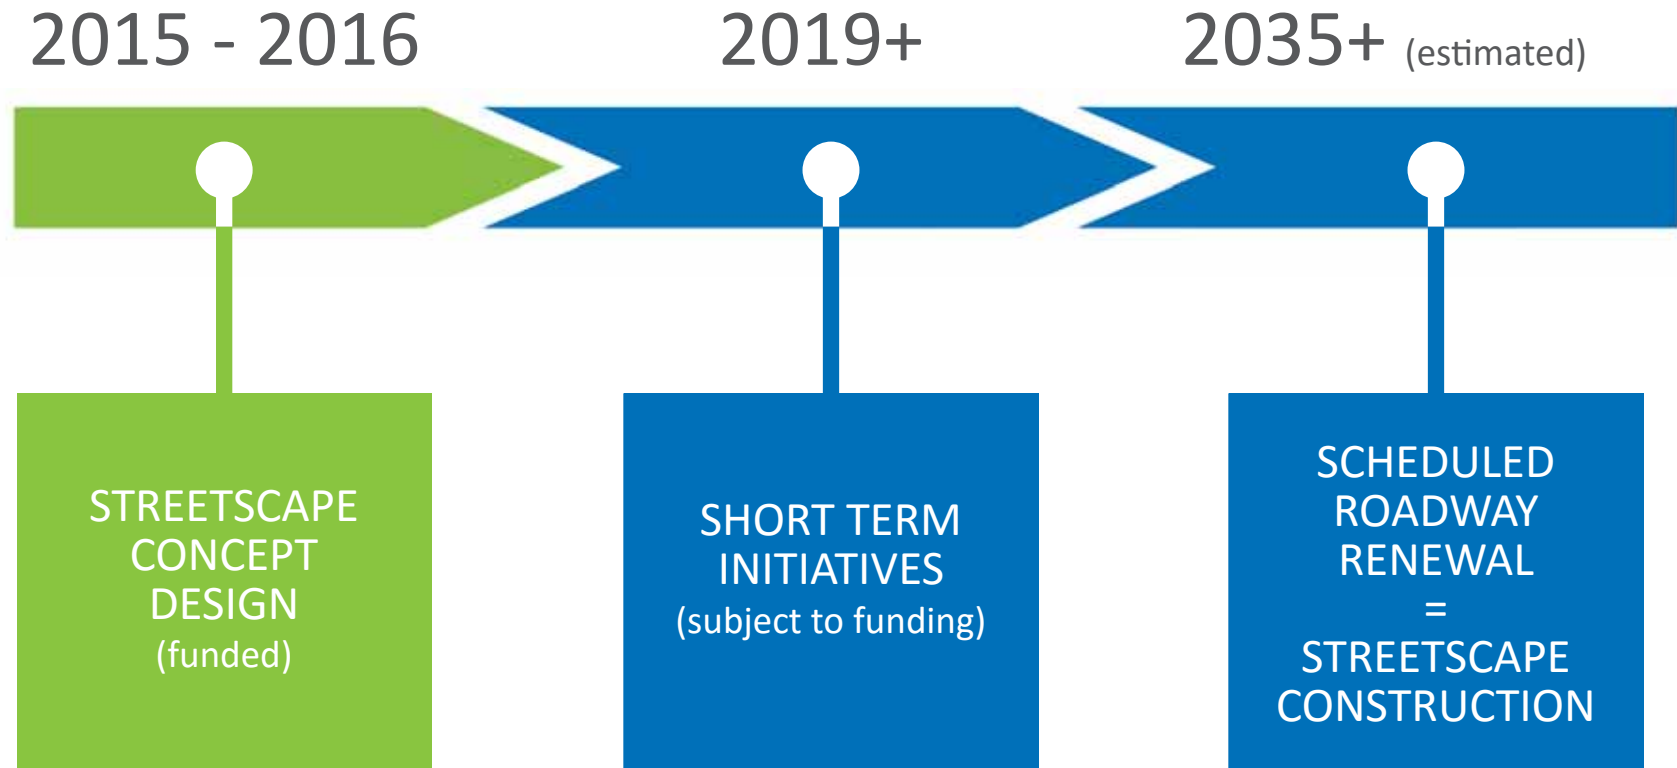 2015 - 2016
2019+
2035+ (estimated)
STREETSCAPE
CONCEPT
DESIGN
(funded)
SHORT TERM
INITIATIVES
(subject to funding)
SCHEDULED
ROADWAY
RENEWAL
=
STREETSCAPE
CONSTRUCTION